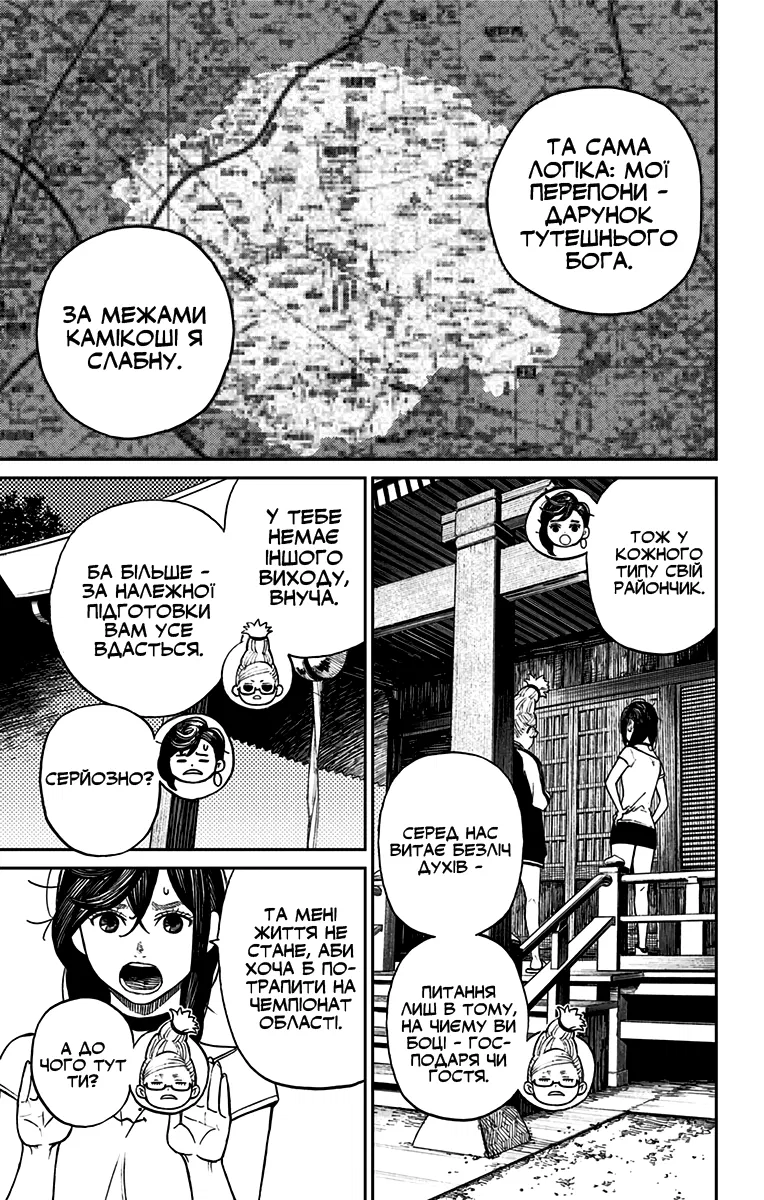 ТА САМА
ЛОГІКА: МОЇ
ПЕРЕПОНИ -
ДАРУНОК
ТУТЕШНЬОГО
БОГА.
ЗА МЕЖАМИ
КАМІКОШІ Я
СЛАБНУ.
ТОЖ У
КОЖНОГО
ТИПУ СВІЙ
РАЙОНЧИК.
СЕРЕД НАС
ВИТАЄ БЕЗЛІЧ
ДУХІВ -
ПИТАННЯ
ЛИШ В ТОМУ,
НА ЧИЄМУ ВИ
БОЦІ - ГОС-
ПОДАРЯ ЧИ
ГОСТЯ.
У ТЕБЕ
НЕМАЄ
ІНШОГО
ВИХОДУ,
ВНУЧА.
БА БІЛЬШЕ -
ЗА НАЛЕЖНОЇ
ПІДГОТОВКИ
ВАМ УСЕ
ВДАСТЬСЯ.
СЕРЙОЗНО?
ТА МЕНІ
ЖИТТЯ НЕ
СТАНЕ, АБИ
ХОЧА Б ПО-
ТРАПИТИ НА
ЧЕМПІОНАТ
ОБЛАСТІ.
А ДО
ЧОГО ТУТ
ТИ?